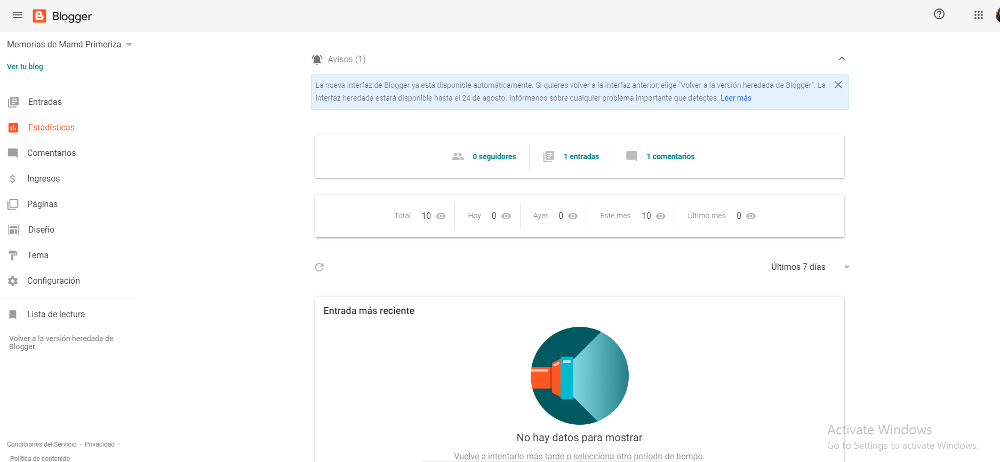 Blogger
Memorias de Mamá Primeriza
Ver tu blog
Entradas
Estadísticas
Comentarios
Ingresos
Páginas
Diseño
Tema
Configuración
Lista de lectura
Volver a la versión heredada de
Blogger
Condiciones del Servicio · Privacidad ·
Política de contenido
Avisos (1)
La nueva interfaz de Blogger ya está disponible automáticamente. Si quieres volver a la interfaz anterior, elige "Volver a la versión heredada de Blogger". La
interfaz heredada estará disponible hasta el 24 de agosto. Infórmanos sobre cualquier problema importante que detectes. Leer más
0 seguidores 1 entradas 1 comentarios
Total 10 Hoy 0 Ayer 0 Este mes 10 Último mes 0
Últimos 7 días
Entrada más reciente
No hay datos para mostrar
Vuelve a intentarlo más tarde o selecciona otro período de tiempo.
Activate Windows
Go to Settings to activate Windows.